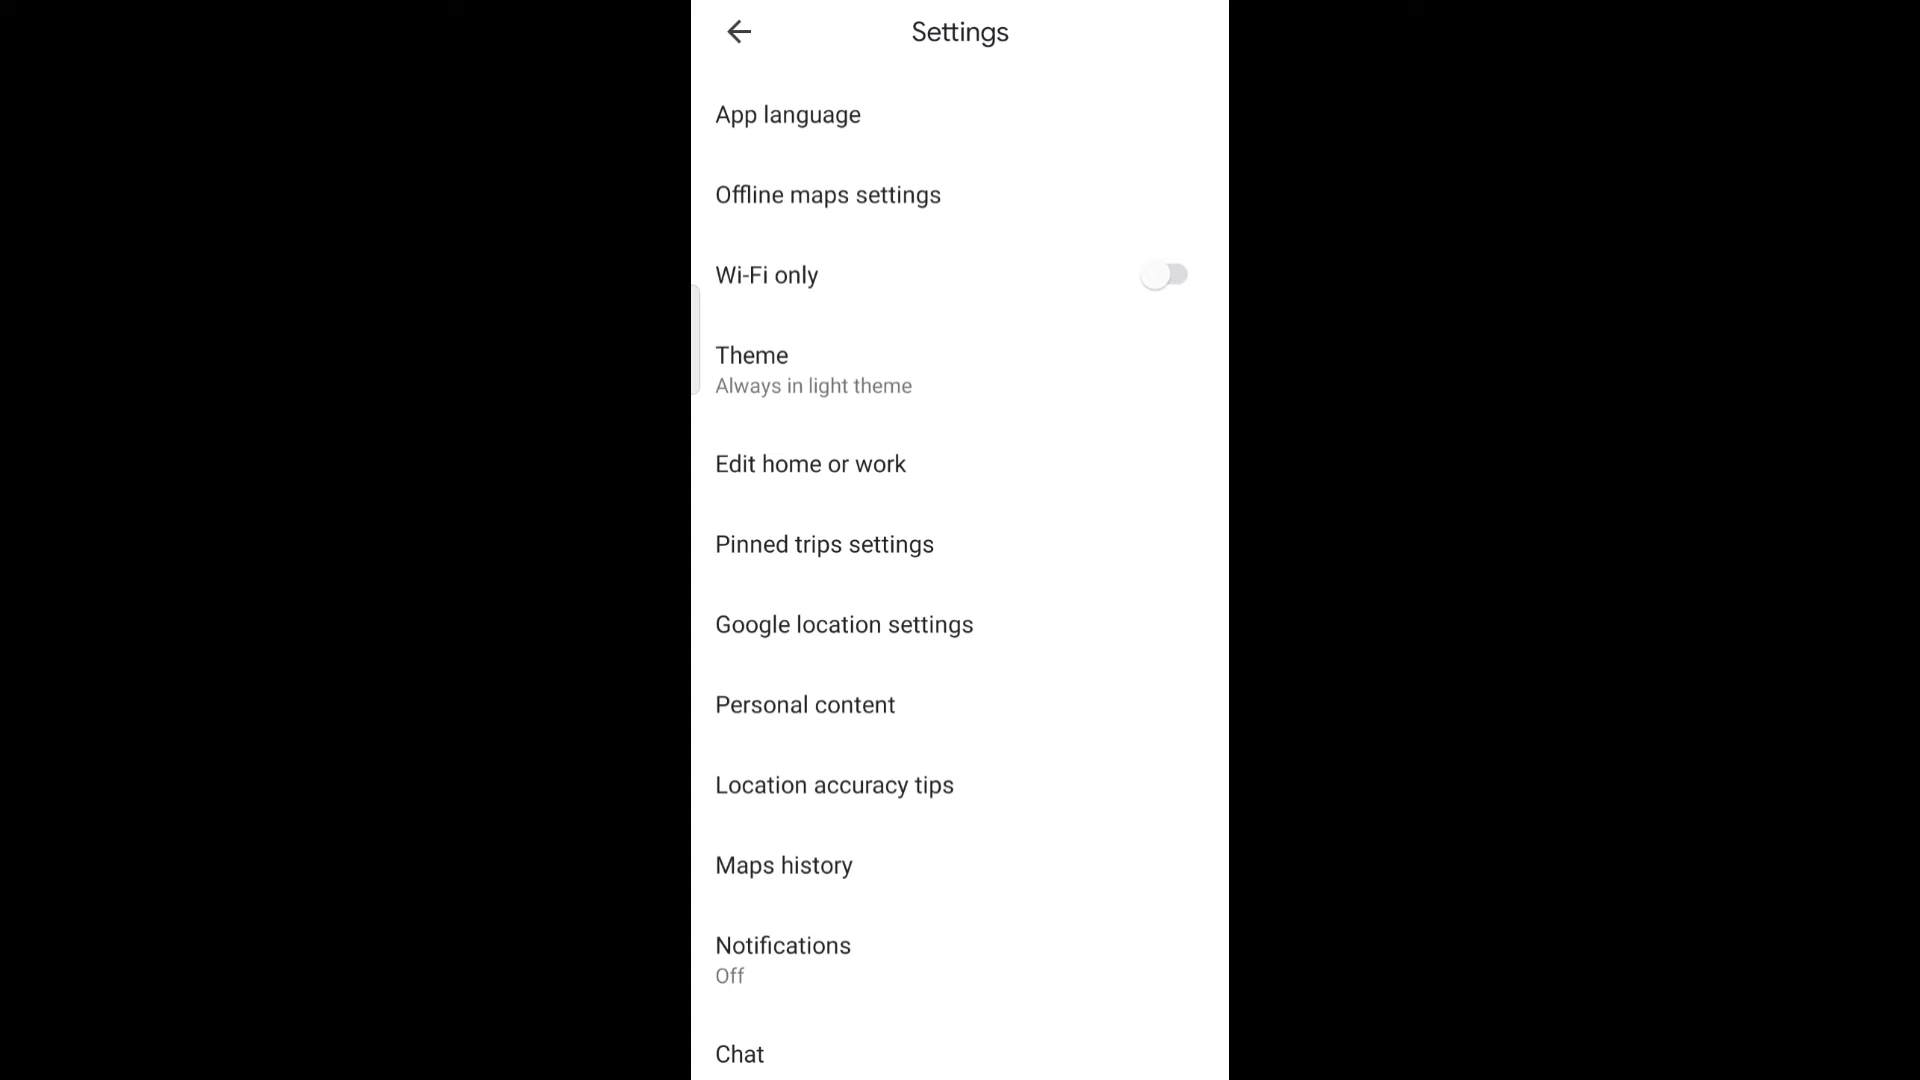 Settings
App language
Offline maps settings
Wi-Fi only
Theme
Always in light theme
Edit home or work
Pinned trips settings
Google location settings
Personal content
Location accuracy tips
Maps history
Notifications
Off
Chat